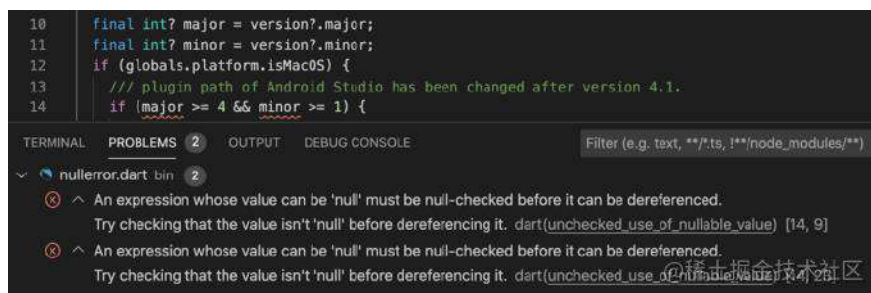 10 final int? major = version?.major;
11 final int? minor = version?.minor;
12 if (globals.platform.isMacOS) {
13 /// plugin path of Android Studio has been changed after version 4.1.
14 if (major >= 4 && minor >= 1) {
TERMINAL PROBLEMS 2 OUTPUT DEBUG CONSOLE Filter (e.g. text, **/*.ts, !**/node_modules/**)
nullerror.dart bin 2
An expression whose value can be 'null' must be null-checked before it can be dereferenced.
Try checking that the value isn't 'null' before dereferencing it. dart(unchecked_use_of_nullable_value) [14, 9]
An expression whose value can be 'null' must be null-checked before it can be dereferenced.
Try checking that the value isn't 'null' before dereferencing it. dart(unchecked_use_of_nullable_value)
@稀土掘金技术社区